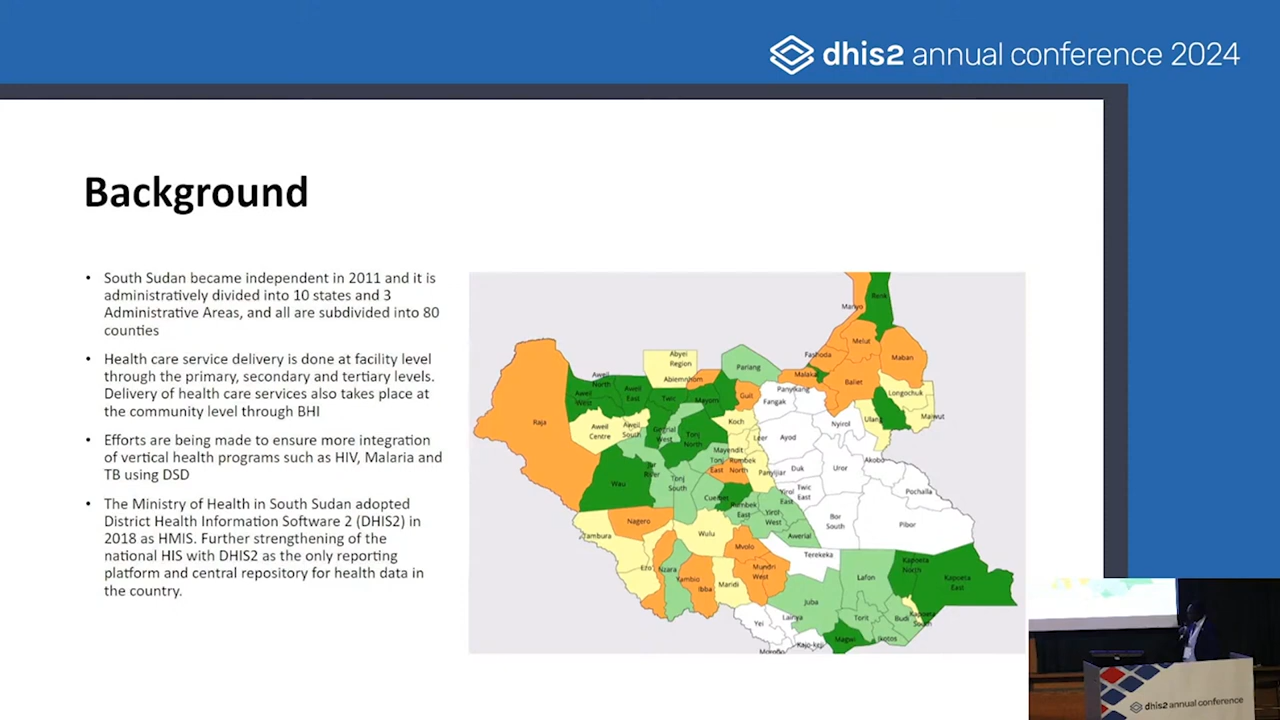 dhis2 annual conference 2024
Background
• South Sudan became independent in 2011 and it is
administratively divided into 10 states and 3
Administrative Areas, and all are subdivided into 80
counties
• Health care service delivery is done at facility level
through the primary, secondary and tertiary levels.
Delivery of health care services also takes place at
the community level through BHI
• Efforts are being made to ensure more integration
of vertical health programs such as HIV, Malaria and
TB using DSD
• The Ministry of Health in South Sudan adopted
District Health Information Software 2 (DHIS2) in
2018 as HMIS. Further strengthening of the
national HIS with DHIS2 as the only reporting
platform and central repository for health data in
the country.
Renk
Manyo
Melut
Fashoda
Maban
Abyei
Region
Pariang
Malakal
Aweil
North
Abiemnhom
Baliet
Aweil
East
Aweil
West
Twic
Mayom
Guit
Panyikang
Fangak
Longochuk
Maiwut
Raja
Aweil
Centre
Aweil
South
Gogrial
West
Tonj
North
Koch
Nyirol
Ulang
Leer
Ayod
Mayendit
Tonj
East
Rumbek
North
Jur
River
Tonj
South
Panyijiar
Duk
Uror
Akobo
Wau
Cueibet
Rumbek
East
Yirol
East
Twic
East
Pochalla
Yirol
West
Nagero
Bor
South
Pibor
Tambura
Wulu
Awerial
Mvolo
Terekeka
Ezo
Nzara
Yambio
Ibba
Maridi
Mundri
West
Lafon
Kapoeta
North
Kapoeta
East
Juba
Yei
Lainya
Torit
Budi
Kapoeta
South
Magwi
Ikotos
Kajo-keji
Morobo
dhis2 annual conference